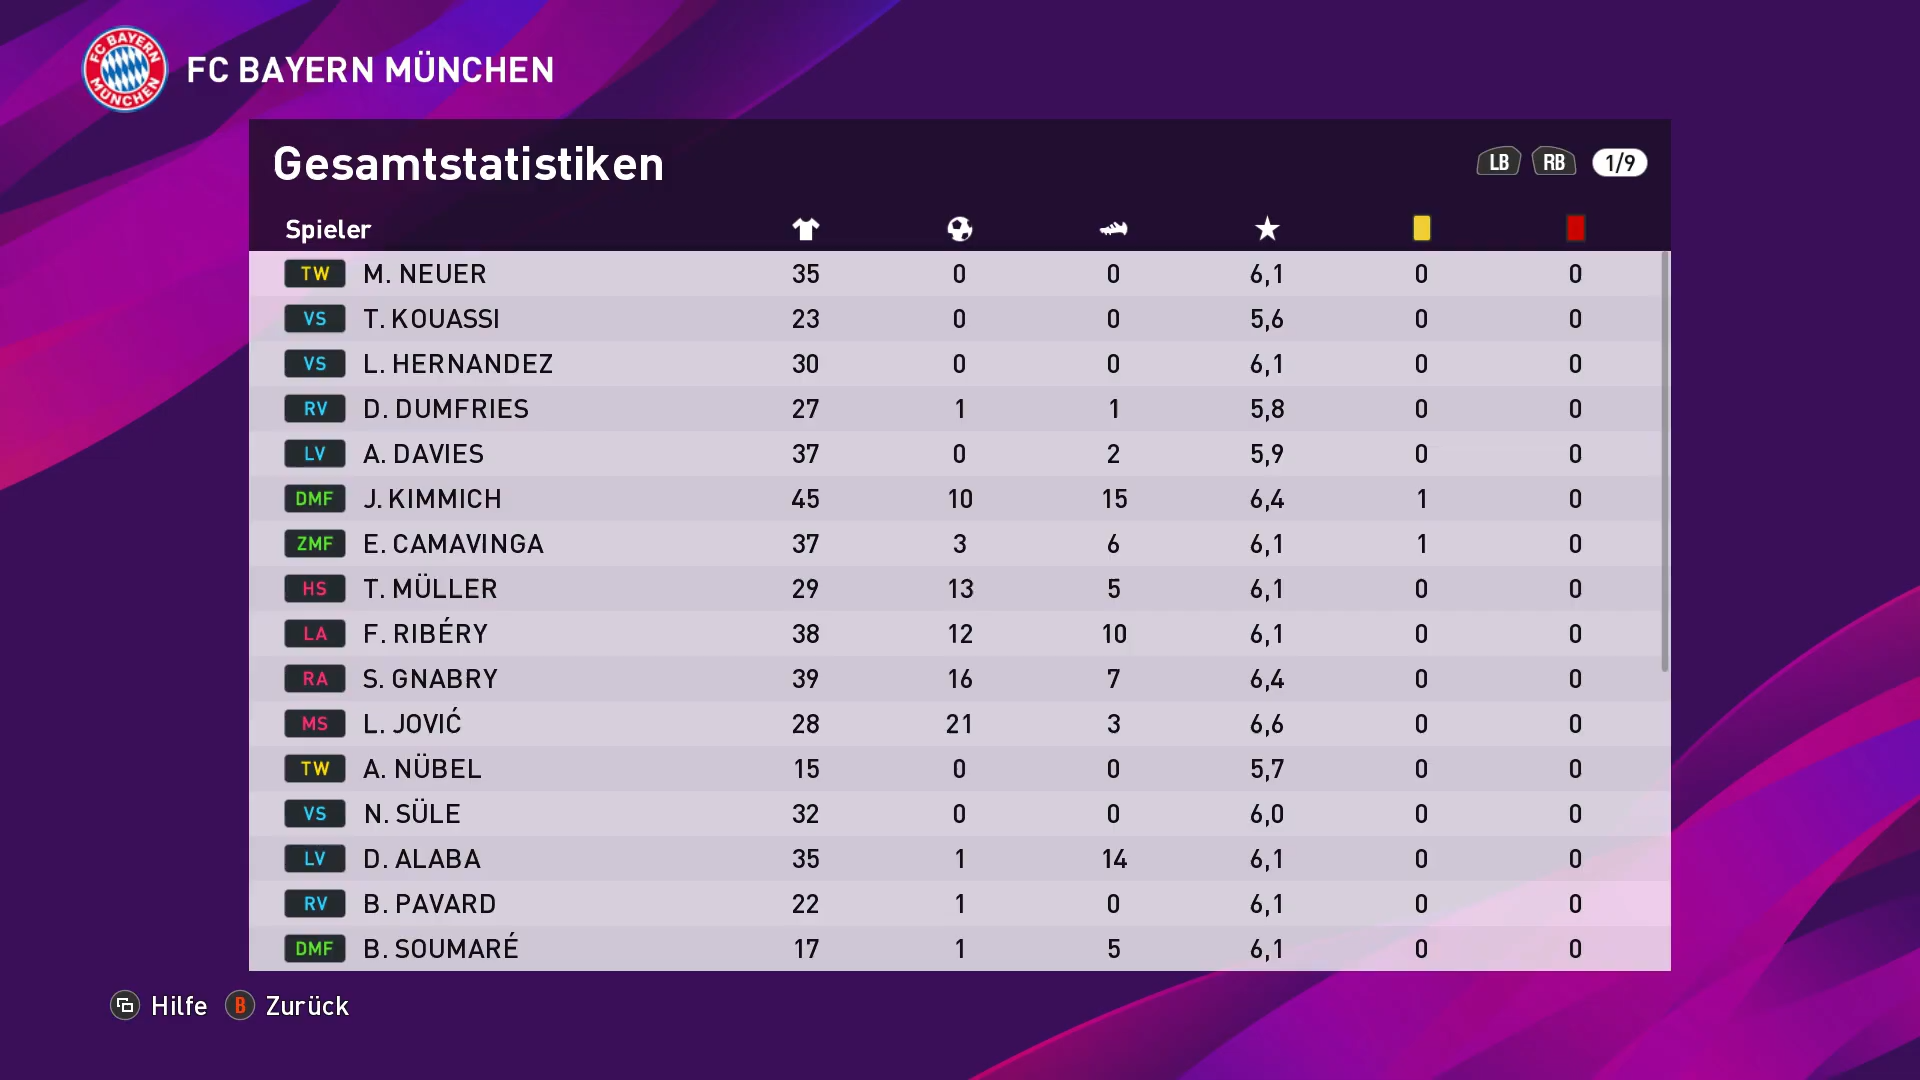 FC BAYERN MÜNCHEN
FC BAYERN MÜNCHEN
Gesamtstatistiken LB RB 1/9
Spieler
TW M. NEUER 35 0 0 6,1 0 0
VS T. KOUASSI 23 0 0 5,6 0 0
VS L. HERNANDEZ 30 0 0 6,1 0 0
RV D. DUMFRIES 27 1 1 5,8 0 0
LV A. DAVIES 37 0 2 5,9 0 0
DMF J. KIMMICH 45 10 15 6,4 1 0
ZMF E. CAMAVINGA 37 3 6 6,1 1 0
HS T. MÜLLER 29 13 5 6,1 0 0
LA F. RIBÉRY 38 12 10 6,1 0 0
RA S. GNABRY 39 16 7 6,4 0 0
MS L. JOVIĆ 28 21 3 6,6 0 0
TW A. NÜBEL 15 0 0 5,7 0 0
VS N. SÜLE 32 0 0 6,0 0 0
LV D. ALABA 35 1 14 6,1 0 0
RV B. PAVARD 22 1 0 6,1 0 0
DMF B. SOUMARÉ 17 1 5 6,1 0 0
Hilfe B Zurück